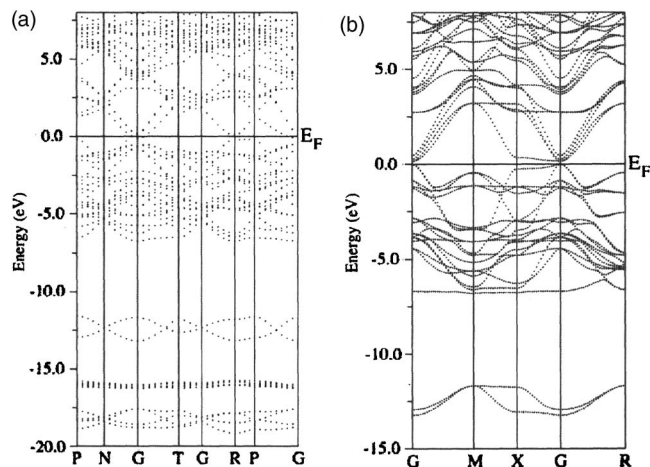 (a)
5.0
0.0
-5.0
-10.0
-15.0
-20.0
Energy (eV)
E_F
P N G T G R P G
(b)
5.0
0.0
-5.0
-10.0
-15.0
Energy (eV)
E_F
G M X G R